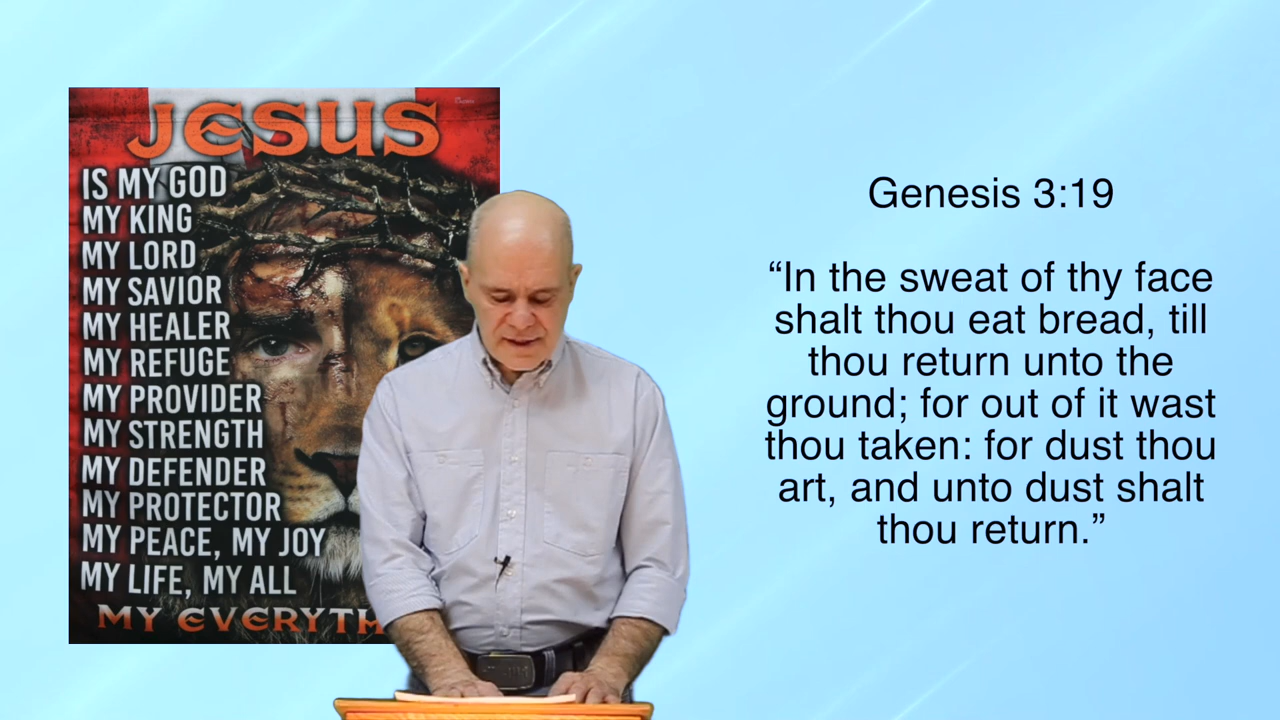 JESUS
IS MY GOD
MY KING
MY LORD
MY SAVIOR
MY HEALER
MY REFUGE
MY PROVIDER
MY STRENGTH
MY DEFENDER
MY PROTECTOR
MY PEACE, MY JOY
MY LIFE, MY ALL
MY EVERYTH
Genesis 3:19
“In the sweat of thy face
shalt thou eat bread, till
thou return unto the
ground; for out of it wast
thou taken: for dust thou
art, and unto dust shalt
thou return.”